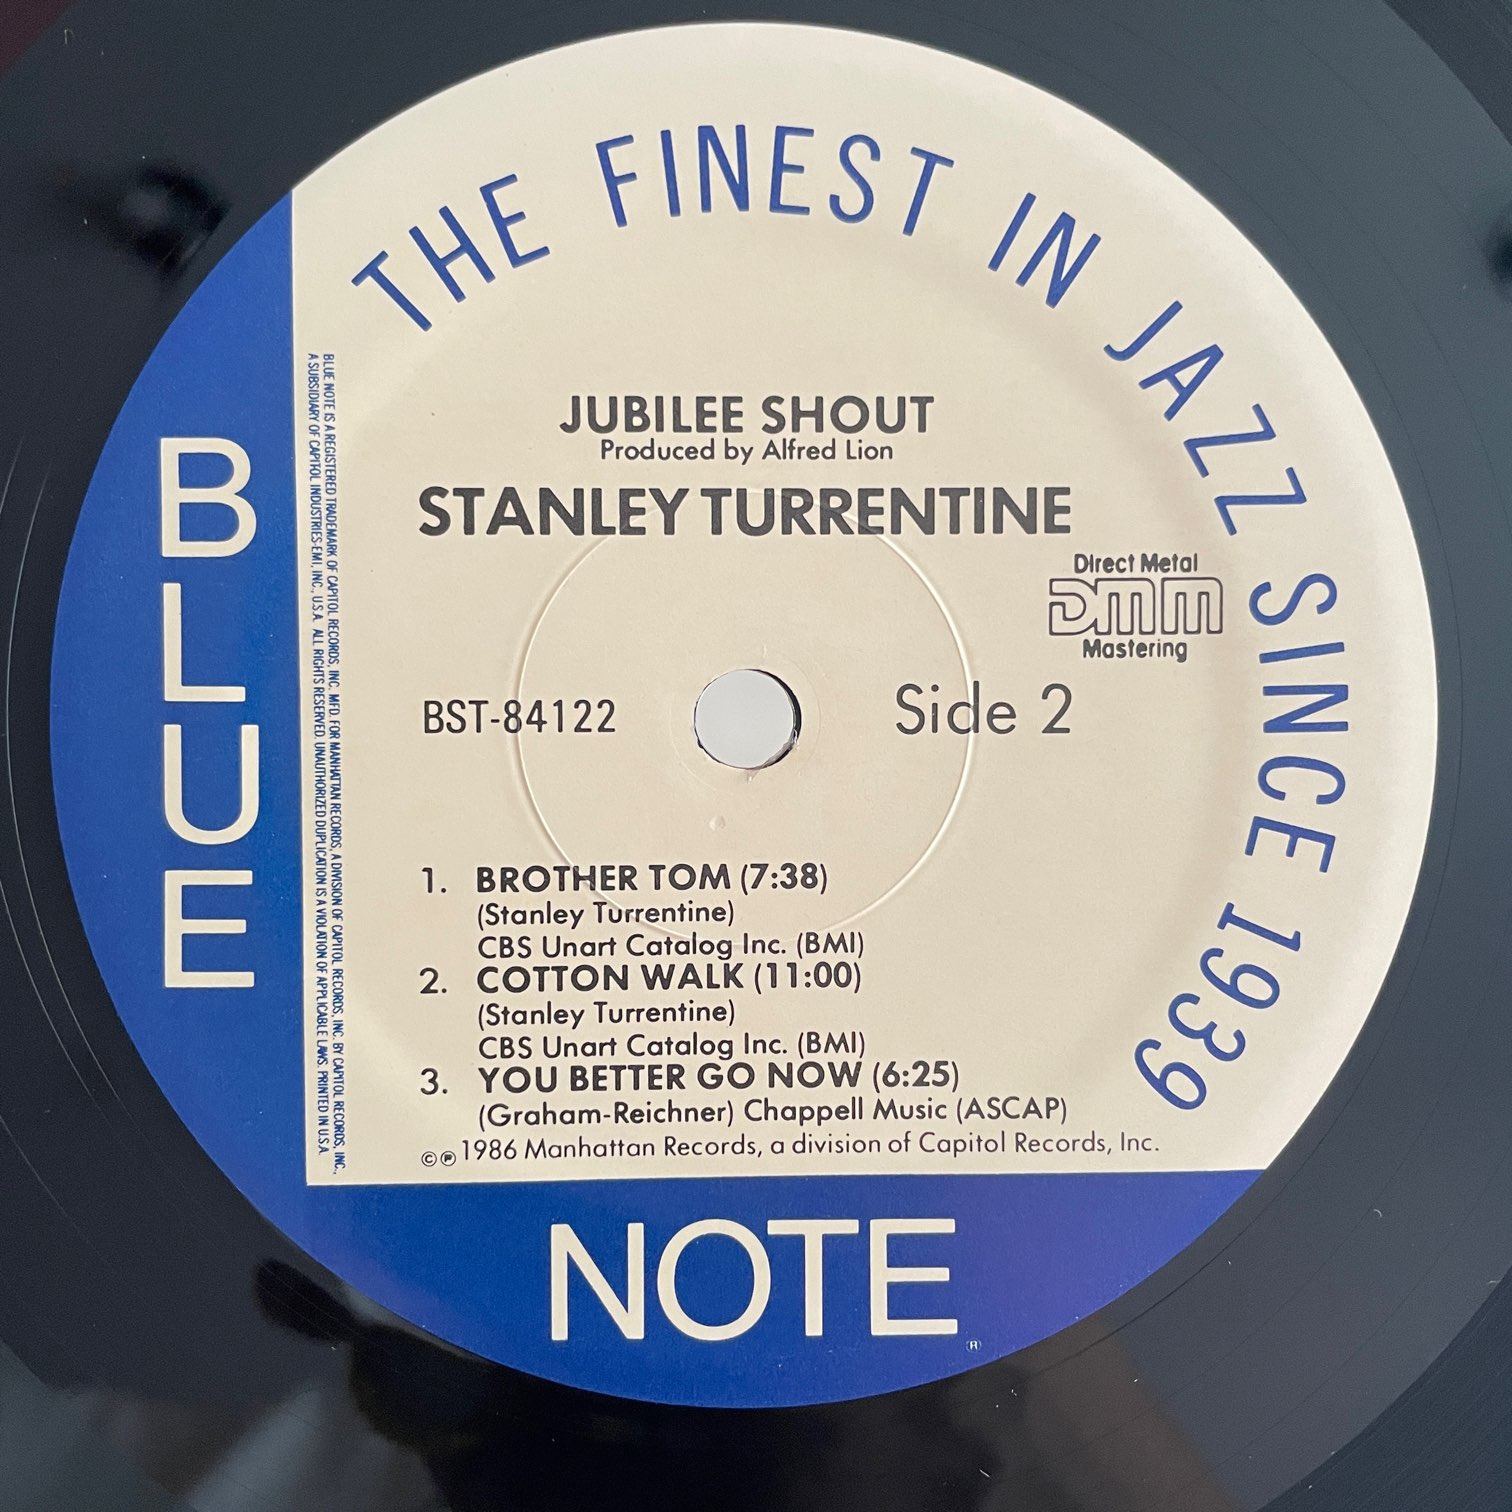 THE FINEST IN JAZZ SINCE 1939
JUBILEE SHOUT
Produced by Alfred Lion
STANLEY TURRENTINE
Direct Metal
DMM
Mastering
BST-84122
Side 2
1. BROTHER TOM (7:38)
(Stanley Turrentine)
CBS Unart Catalog Inc. (BMI)
2. COTTON WALK (11:00)
(Stanley Turrentine)
CBS Unart Catalog Inc. (BMI)
3. YOU BETTER GO NOW (6:25)
(Graham-Reichner) Chappell Music (ASCAP)
©℗1986 Manhattan Records, a division of Capitol Records, Inc.
BLUE NOTE IS A REGISTERED TRADEMARK OF CAPITOL RECORDS, INC. MFD. FOR MANHATTAN RECORDS, A DIVISION OF CAPITOL RECORDS, INC. BY CAPITOL RECORDS, INC.,
A SUBSIDIARY OF CAPITOL INDUSTRIES-EMI, INC., U.S.A. ALL RIGHTS RESERVED. UNAUTHORIZED DUPLICATION IS A VIOLATION OF APPLICABLE LAWS. PRINTED IN U.S.A.
BLUE
NOTE®